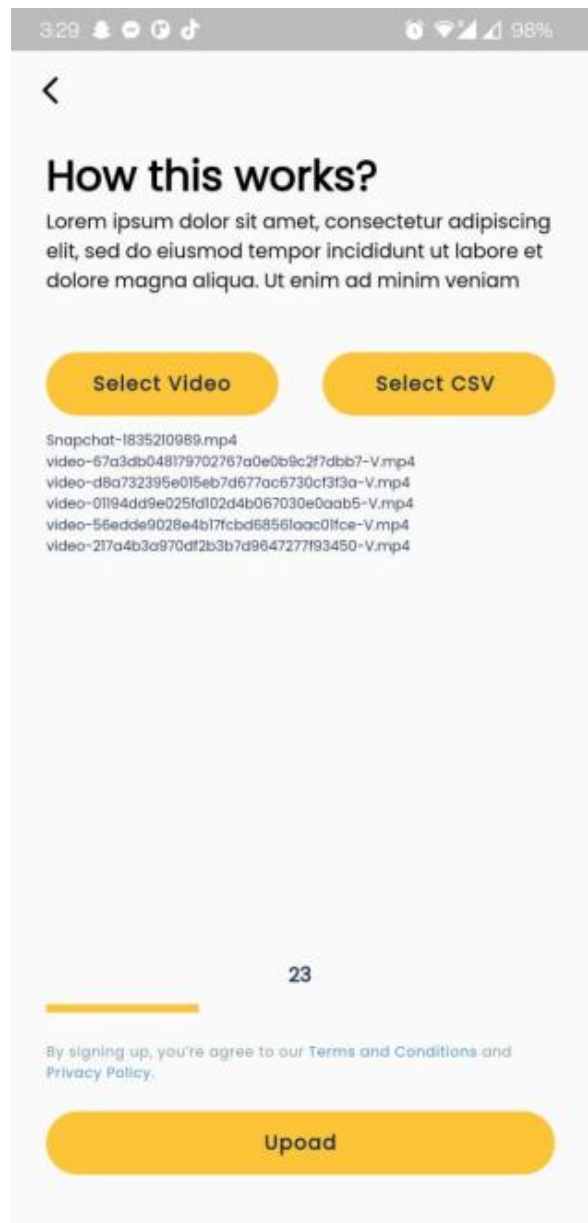 3:29 98%
How this works?
Lorem ipsum dolor sit amet, consectetur adipiscing
elit, sed do eiusmod tempor incididunt ut labore et
dolore magna aliqua. Ut enim ad minim veniam
Select Video Select CSV
Snapchat-1835210989.mp4
video-67a3db048179702767a0e0b9c2f7dbb7-V.mp4
video-d8a732395e015eb7d677ac6730cf3f3a-V.mp4
video-01194dd9e025fd102d4b067030e0aab5-V.mp4
video-56edde9028e4b17fcbd68561aac01fce-V.mp4
video-217a4b3a970df2b3b7d9647277f93450-V.mp4
23
By signing up, you're agree to our Terms and Conditions and
Privacy Policy.
Upoad